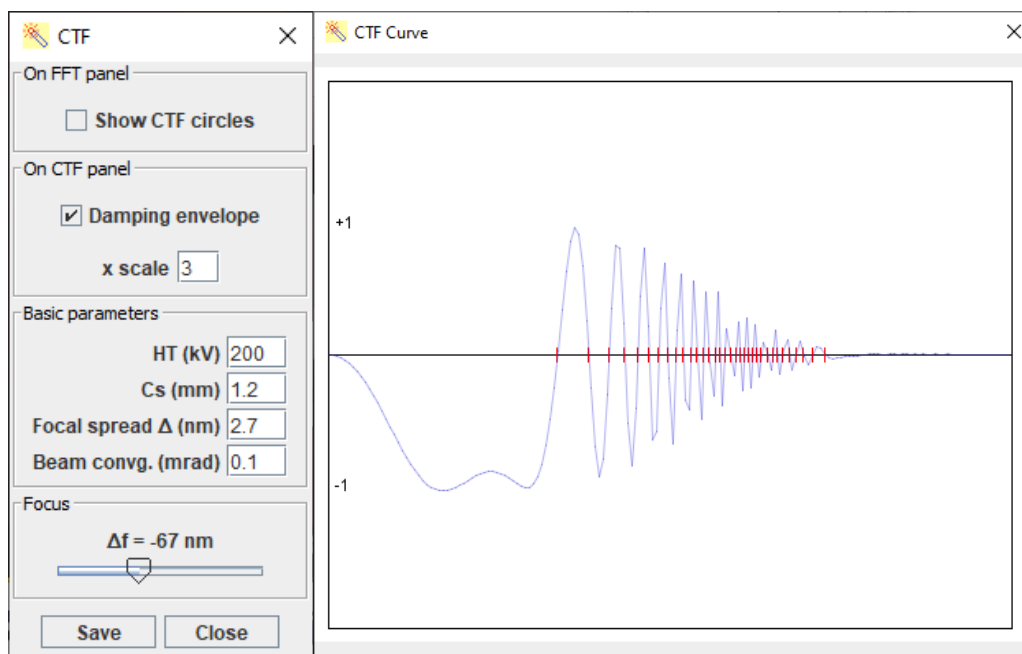 CTF
On FFT panel
Show CTF circles
On CTF panel
Damping envelope
x scale 3
Basic parameters
HT (kV) 200
Cs (mm) 1.2
Focal spread Δ (nm) 2.7
Beam convg. (mrad) 0.1
Focus
Δf = -67 nm
Save Close
CTF Curve
+1
-1